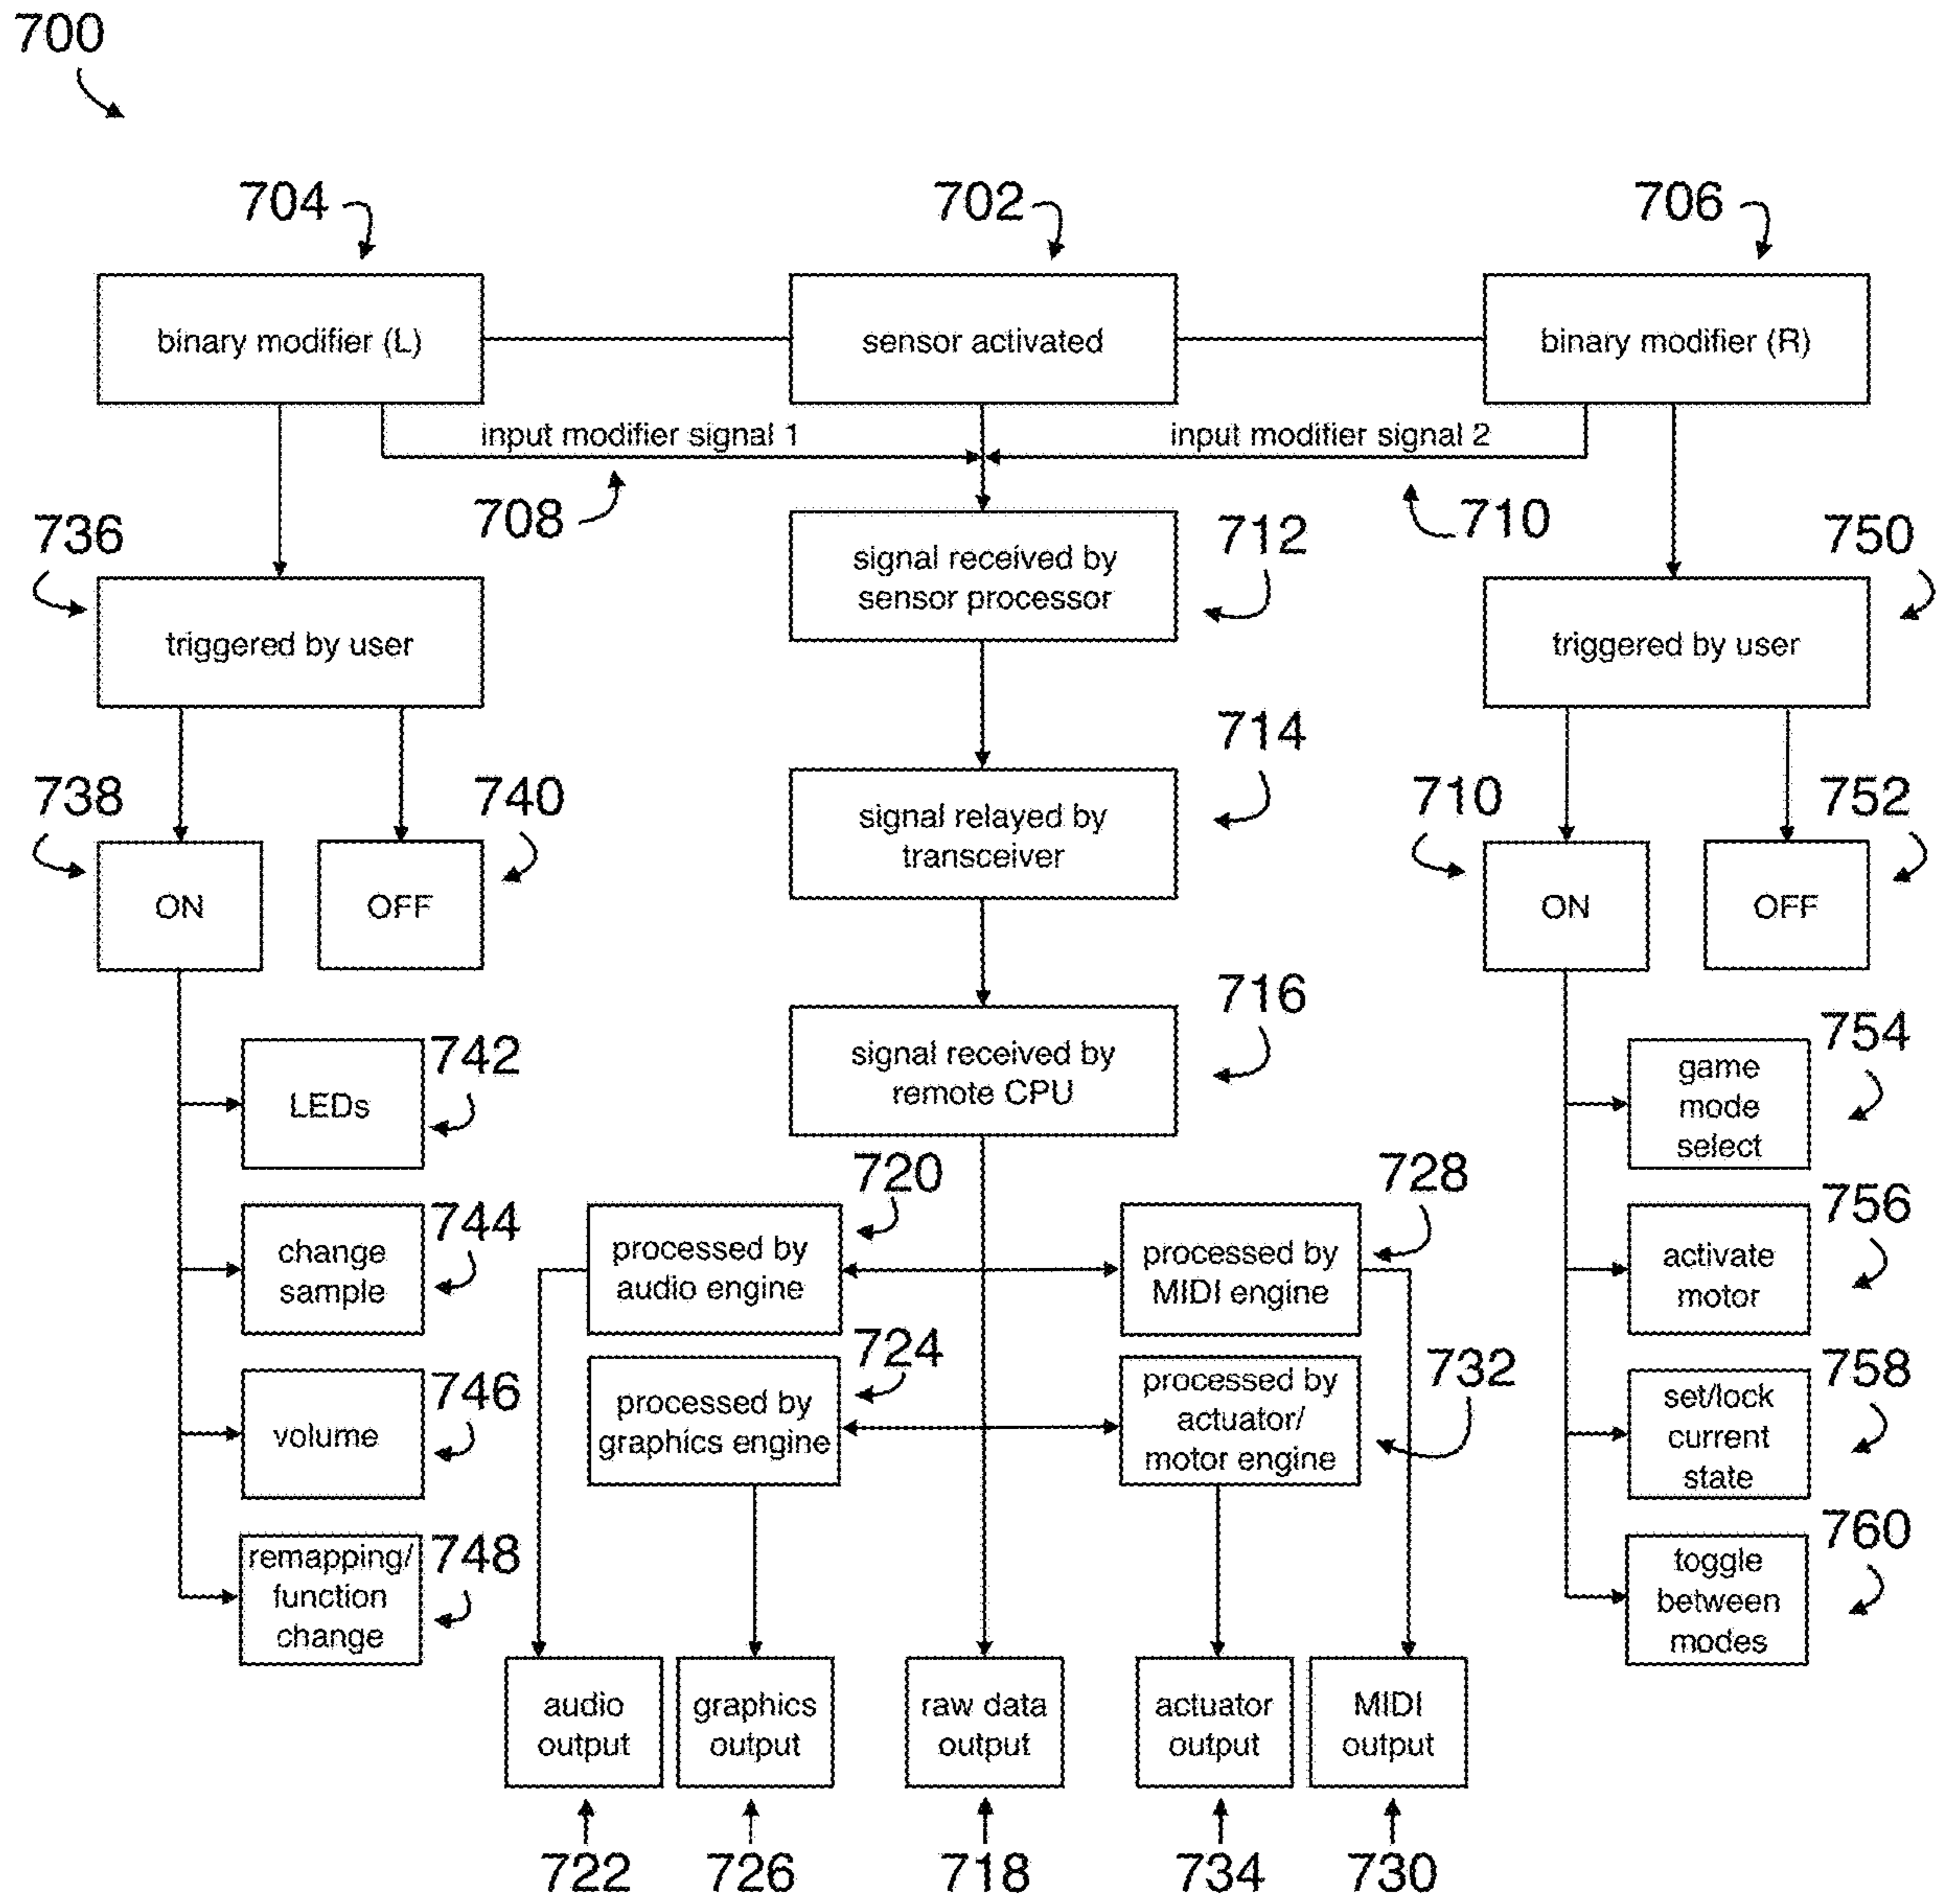 700
704
702
706
binary modifier (L)
sensor activated
binary modifier (R)
input modifier signal 1
input modifier signal 2
708
710
736
712
750
signal received by
sensor processor
triggered by user
triggered by user
714
738
740
710
752
signal relayed by
transceiver
ON
OFF
ON
OFF
716
742
754
signal received by
remote CPU
LEDs
game
mode
select
720
728
744
756
change
sample
processed by
audio engine
processed by
MIDI engine
activate
motor
724
732
746
758
volume
processed by
graphics engine
processed by
actuator/
motor engine
set/lock
current
state
748
760
remapping/
function
change
toggle
between
modes
audio
output
graphics
output
raw data
output
actuator
output
MIDI
output
722
726
718
734
730